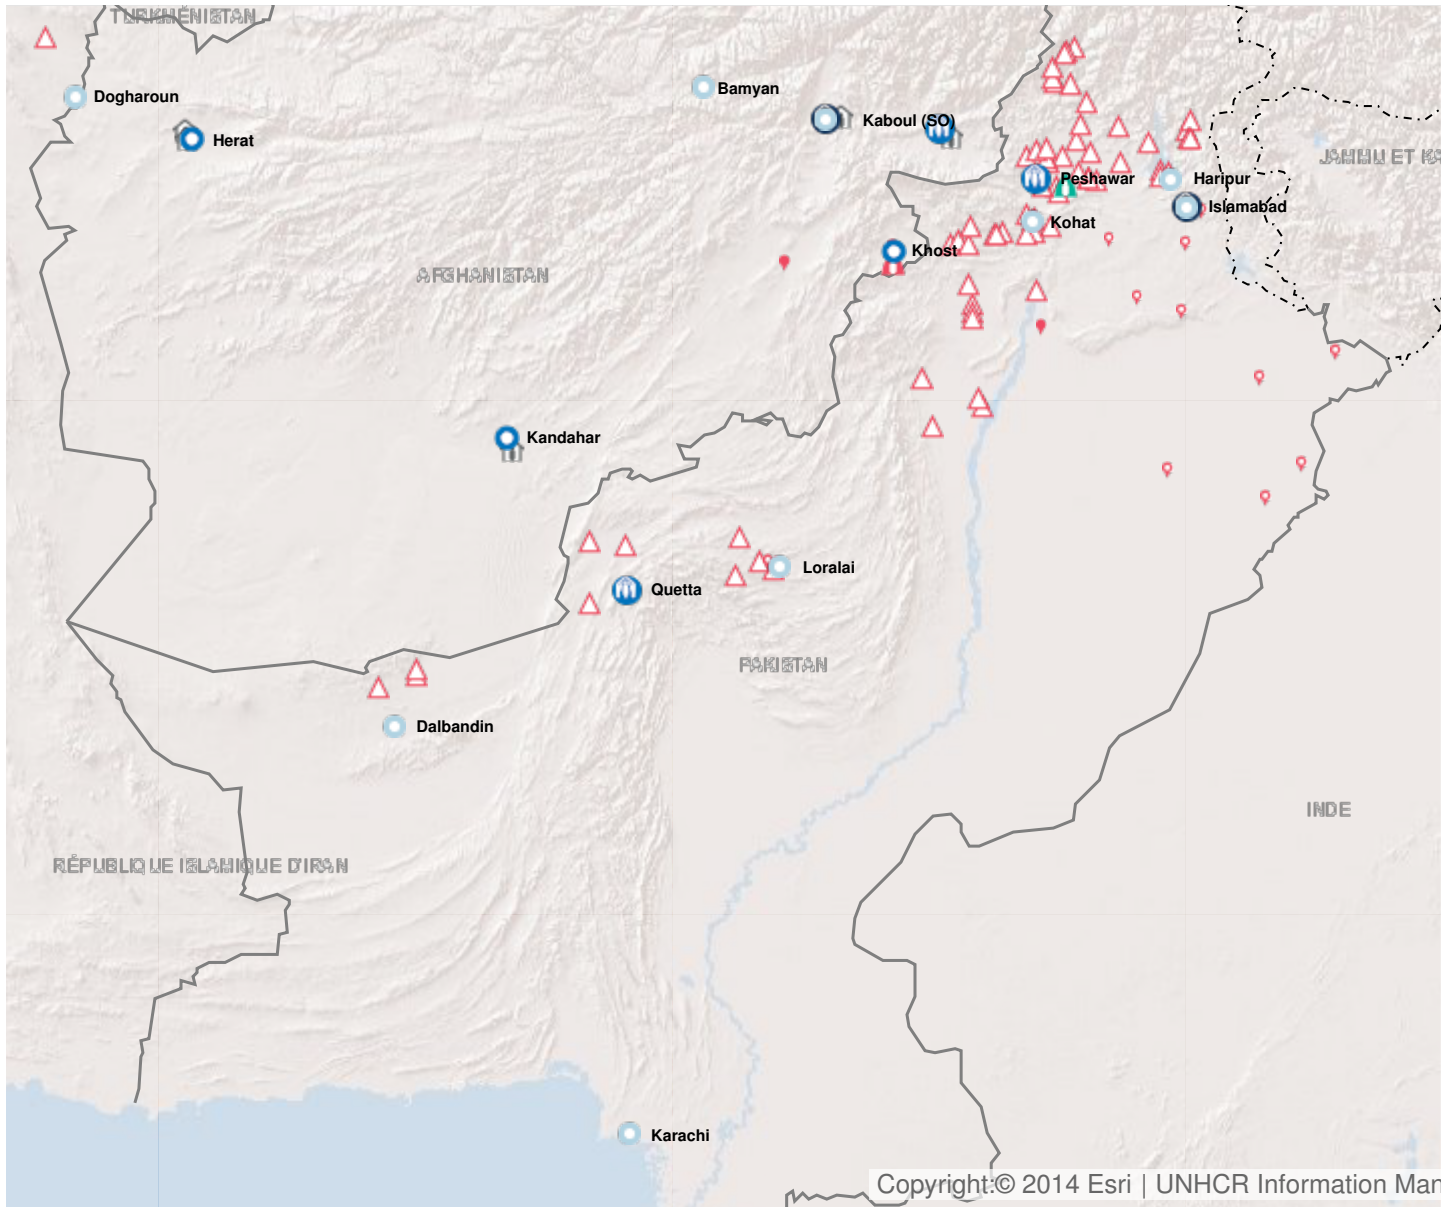 TURKMÉNISTAN
Dogharoun
Bamyan
Herat
Kaboul (SO)
JAMMU ET KA
Peshawar
Haripur
Islamabad
Kohat
Khost
AFGHANISTAN
Kandahar
Loralai
Quetta
PAKISTAN
Dalbandin
INDE
RÉPUBLIQUE ISLAMIQUE D'IRAN
Karachi
Copyright:© 2014 Esri | UNHCR Information Man